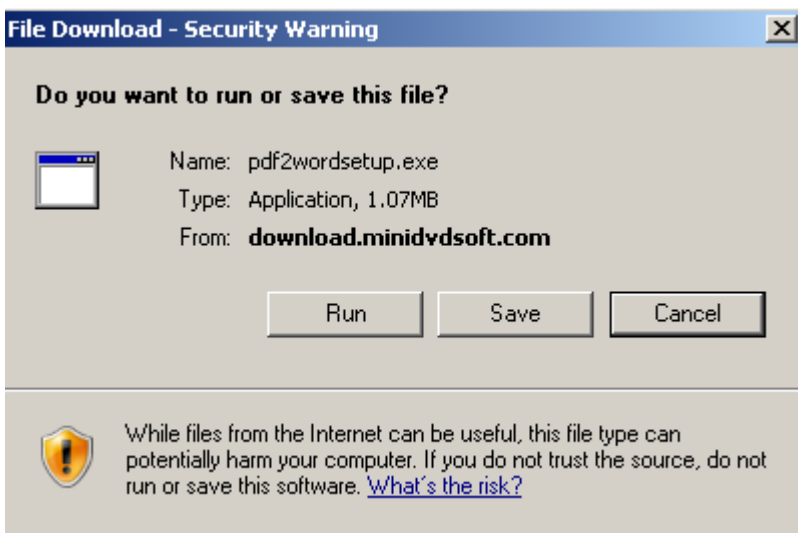 File Download - Security Warning
Do you want to run or save this file?
Name: pdf2wordsetup.exe
Type: Application, 1.07MB
From: download.minidvdsoft.com
Run Save Cancel
While files from the Internet can be useful, this file type can
potentially harm your computer. If you do not trust the source, do not
run or save this software. What's the risk?